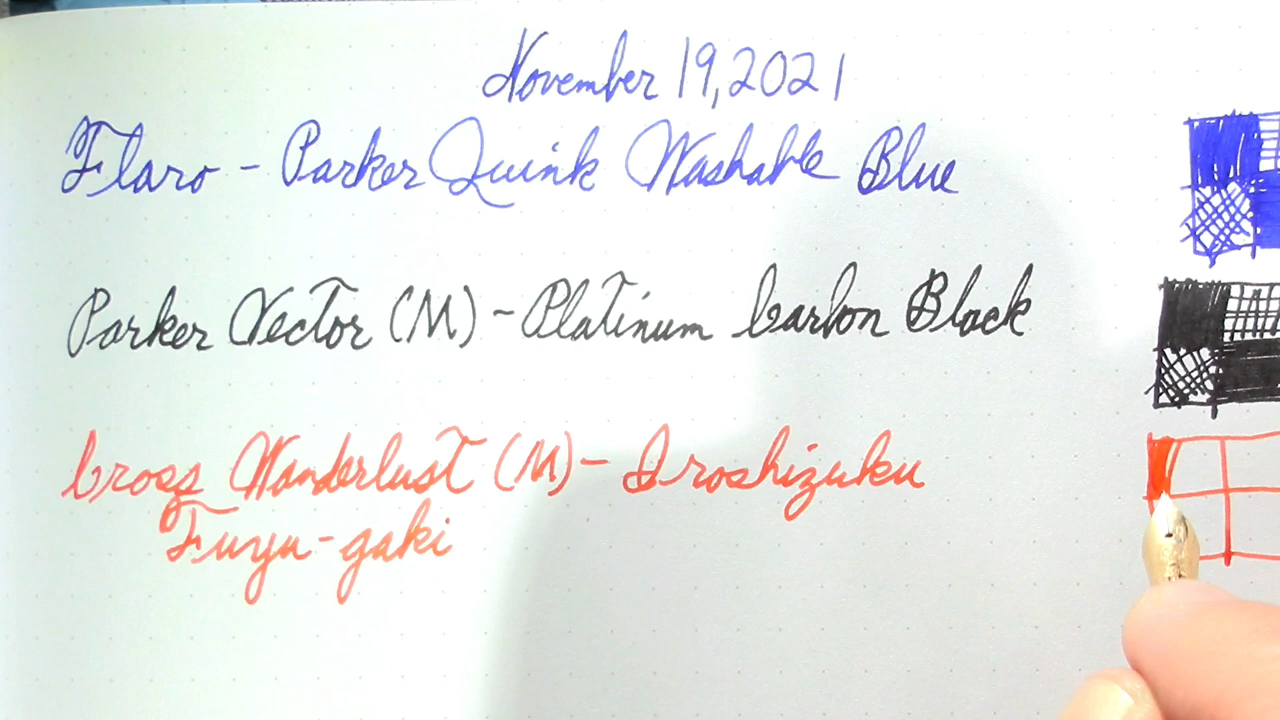 November 19, 2021
Flaro - Parker Quink Washable Blue
Parker Vector (M) - Platinum Carbon Black
Cross Wanderlust (M) - Iroshizuku
Fuyu-gaki